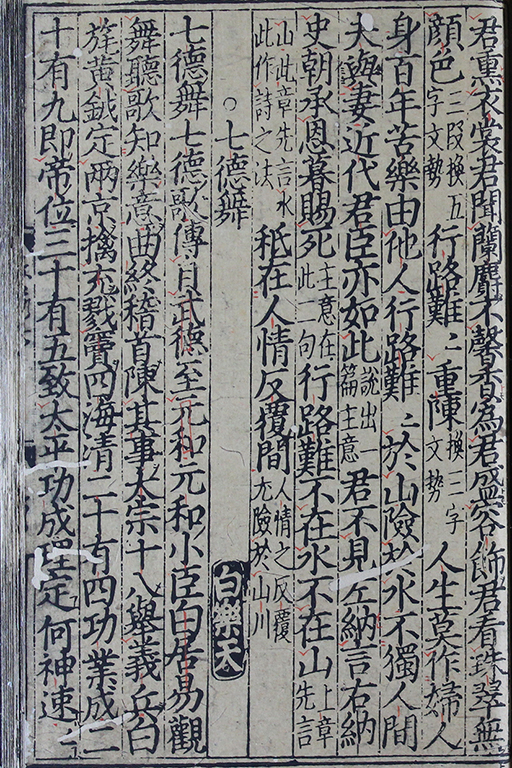 君熏衣裳君聞蘭麝不馨香爲君盛容飾君看珠翠無
顔色三段換五字文勢行路難〻重陳換三字文勢人生莫作婦人
身百年苦樂由他人行路難〻於山險於水不獨人間
夫與妻近代君臣亦如此說出一篇主意君不見左納言右納
史朝承恩暮賜死主意在此二句行路難不在水不在山上章先言
山此章先言水此作詩之法秖在人情反覆間人情之反覆尤險於山川
○七德舞 白樂天
七德舞七德歌傳自武德至元和元和小臣白居易觀
舞聽歌知樂意曲終稽首陳其事太宗十八舉義兵白
旄黃鉞定兩京擒充戮竇四海清二十有四功業成二
十有九即帝位三十有五致太平功成理定何神速